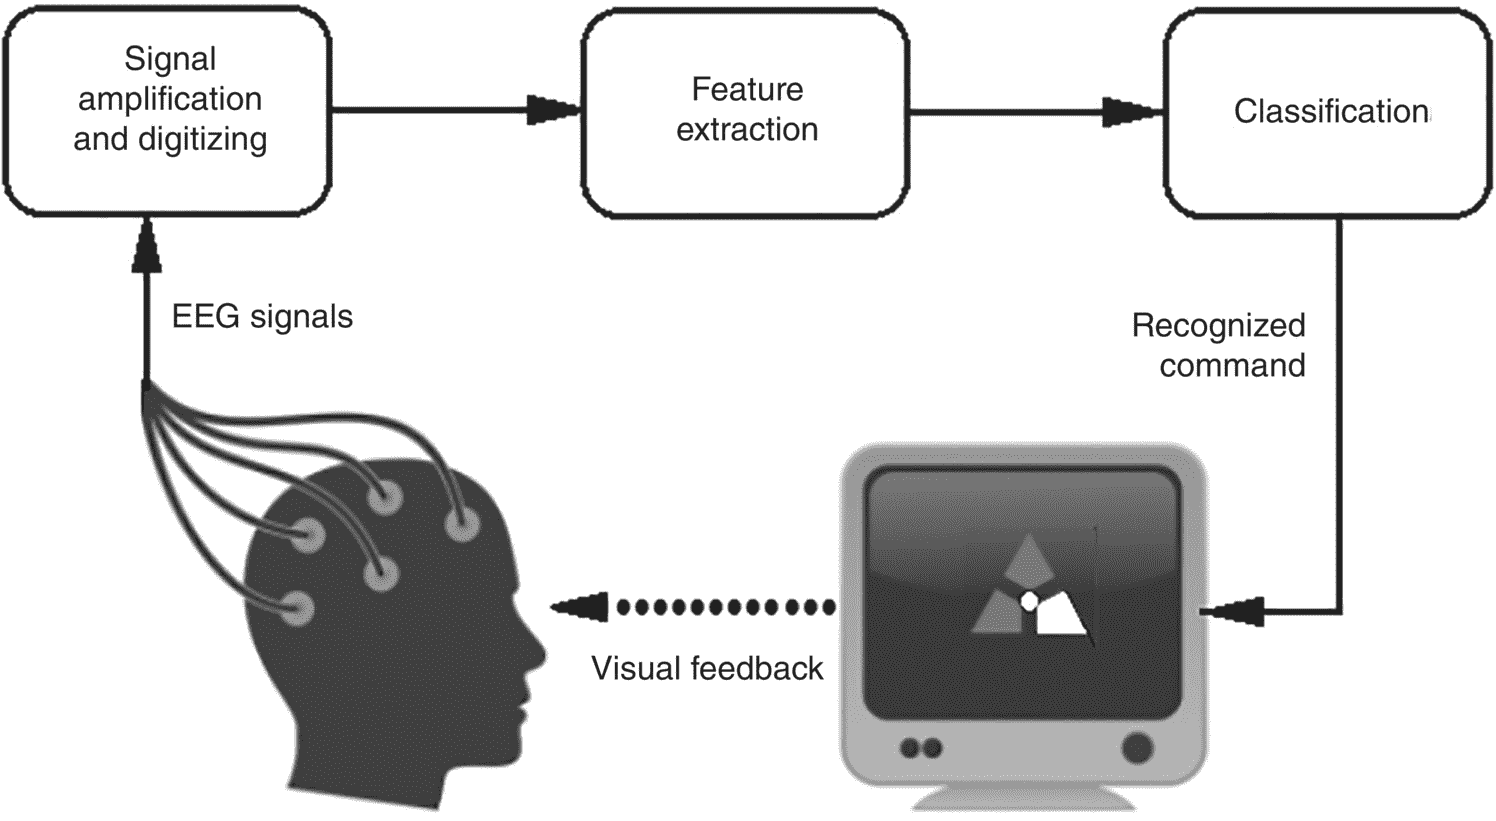 Signal
amplification
and digitizing
Feature
extraction
Classification
EEG signals
Recognized
command
Visual feedback